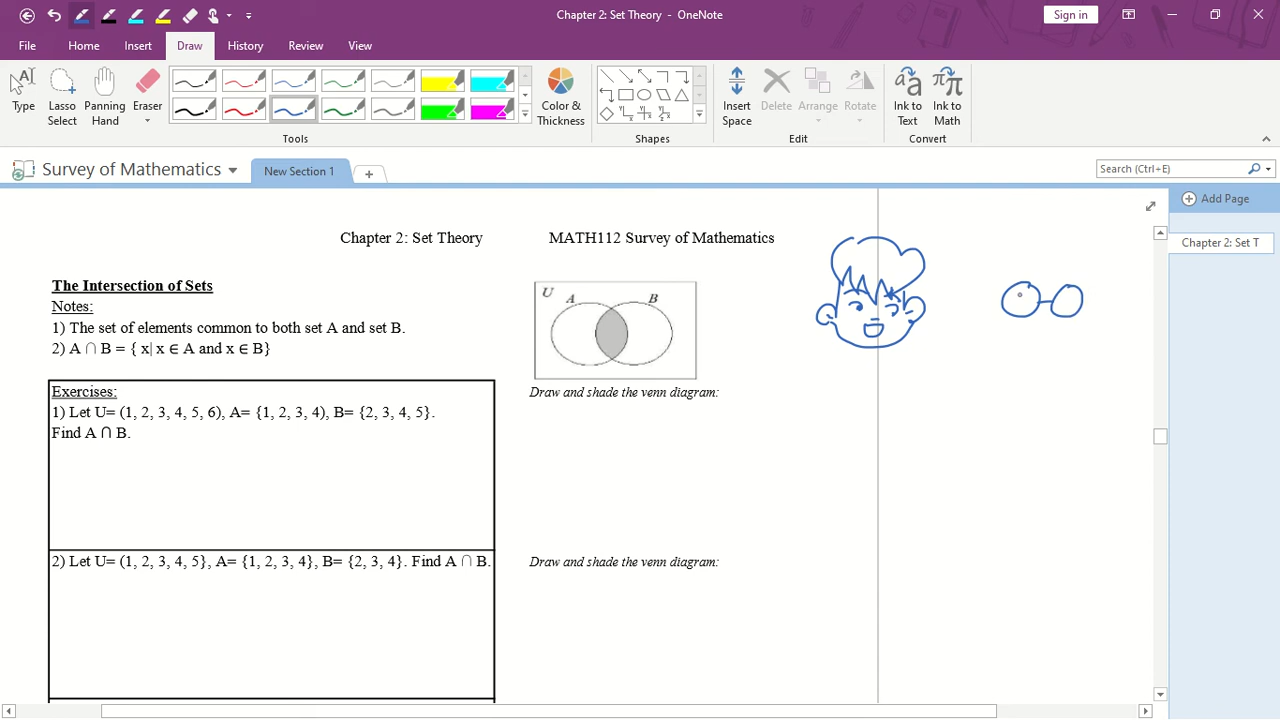 Chapter 2: Set Theory - OneNote
Sign in
File Home Insert Draw History Review View
Type
Lasso Select
Panning Hand
Eraser
Color & Thickness
Insert Space
Delete
Arrange
Rotate
Ink to Text
Ink to Math
Tools
Shapes
Edit
Convert
Survey of Mathematics
New Section 1
+
Search (Ctrl+E)
Add Page
Chapter 2: Set T
Chapter 2: Set Theory MATH112 Survey of Mathematics
The Intersection of Sets
Notes:
1) The set of elements common to both set A and set B.
2) A ∩ B = { x| x ∈ A and x ∈ B}
U A B
Exercises:
1) Let U= (1, 2, 3, 4, 5, 6), A= {1, 2, 3, 4), B= {2, 3, 4, 5}.
Find A ∩ B.
Draw and shade the venn diagram:
2) Let U= (1, 2, 3, 4, 5}, A= {1, 2, 3, 4}, B= {2, 3, 4}. Find A ∩ B.
Draw and shade the venn diagram: